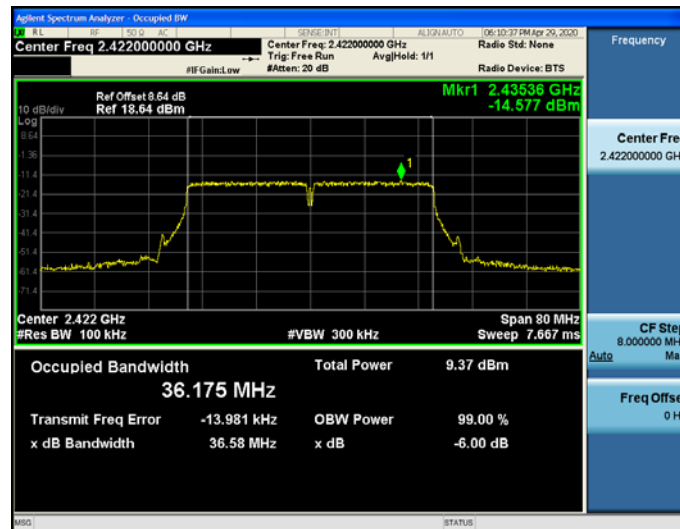 Agilent Spectrum Analyzer - Occupied BW
RL RF 50 Ω AC SENSE:INT ALIGN AUTO 06:10:37 PM Apr 29, 2020
Center Freq 2.422000000 GHz
Center Freq: 2.422000000 GHz
Radio Std: None
Trig: Free Run Avg|Hold: 1/1
#IFGain:Low
#Atten: 20 dB
Radio Device: BTS
Frequency
Mkr1 2.43536 GHz
-14.577 dBm
Ref Offset 8.64 dB
10 dB/div Ref 18.64 dBm
Log
8.64
-1.36
-11.4
-21.4
-31.4
-41.4
-51.4
-61.4
-71.4
1
Center Fre
2.422000000 GH
Center 2.422 GHz
Span 80 MHz
#Res BW 100 kHz
#VBW 300 kHz
Sweep 7.667 ms
CF Ste
8.000000 MH
Auto Ma
Occupied Bandwidth
36.175 MHz
Total Power 9.37 dBm
Transmit Freq Error -13.981 kHz
OBW Power 99.00 %
x dB Bandwidth 36.58 MHz
x dB -6.00 dB
Freq Offse
0 H
MSG
STATUS